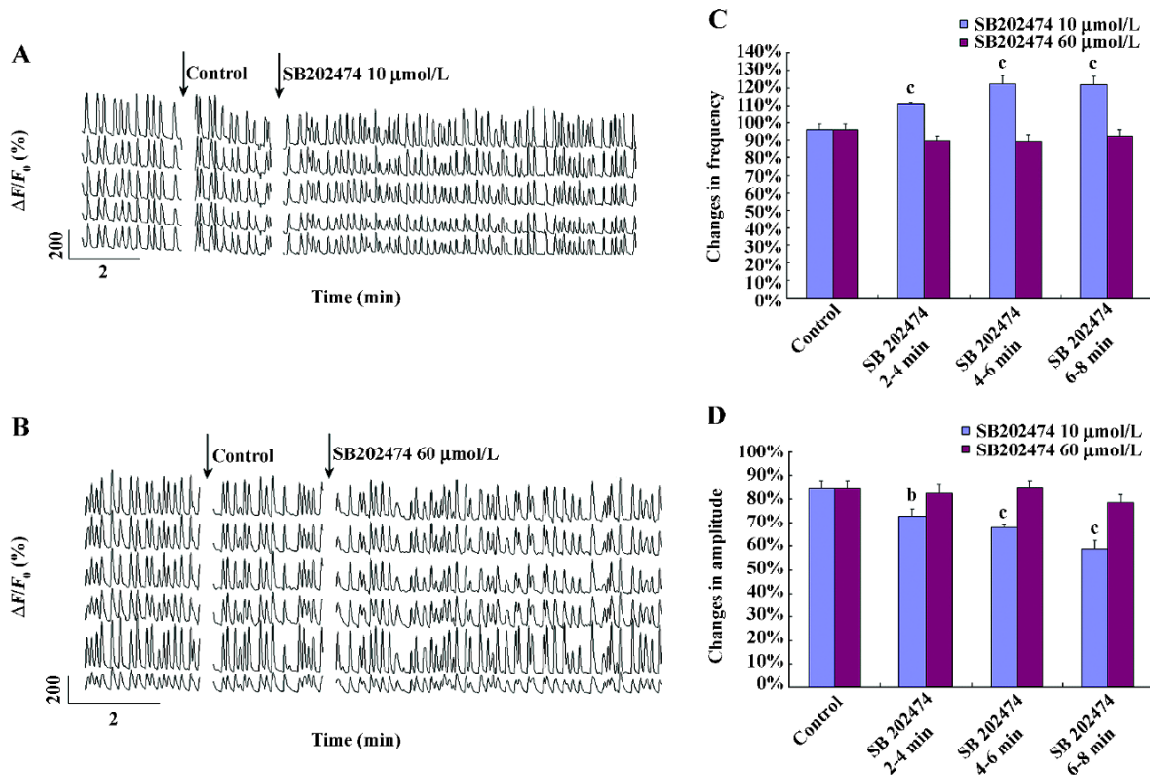 A
Control
SB202474 10 μmol/L
ΔF/F0 (%)
200
2
Time (min)
B
Control
SB202474 60 μmol/L
ΔF/F0 (%)
200
2
Time (min)
C
SB202474 10 μmol/L
SB202474 60 μmol/L
Changes in frequency
140%
130%
120%
110%
100%
90%
80%
70%
60%
50%
40%
30%
20%
10%
0%
c
c
c
Control
SB 202474
2-4 min
SB 202474
4-6 min
SB 202474
6-8 min
D
SB202474 10 μmol/L
SB202474 60 μmol/L
Changes in amplitude
100%
90%
80%
70%
60%
50%
40%
30%
20%
10%
0%
b
c
c
Control
SB 202474
2-4 min
SB 202474
4-6 min
SB 202474
6-8 min